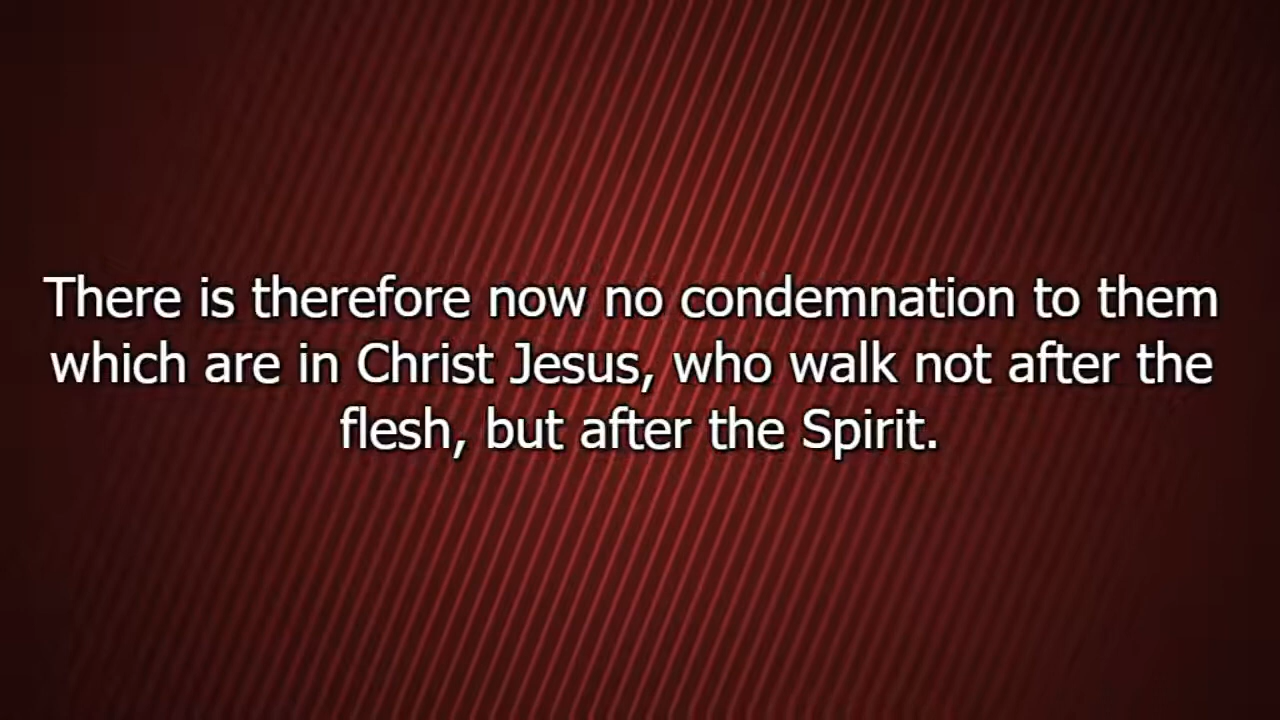 There is therefore now no condemnation to them
which are in Christ Jesus, who walk not after the
flesh, but after the Spirit.